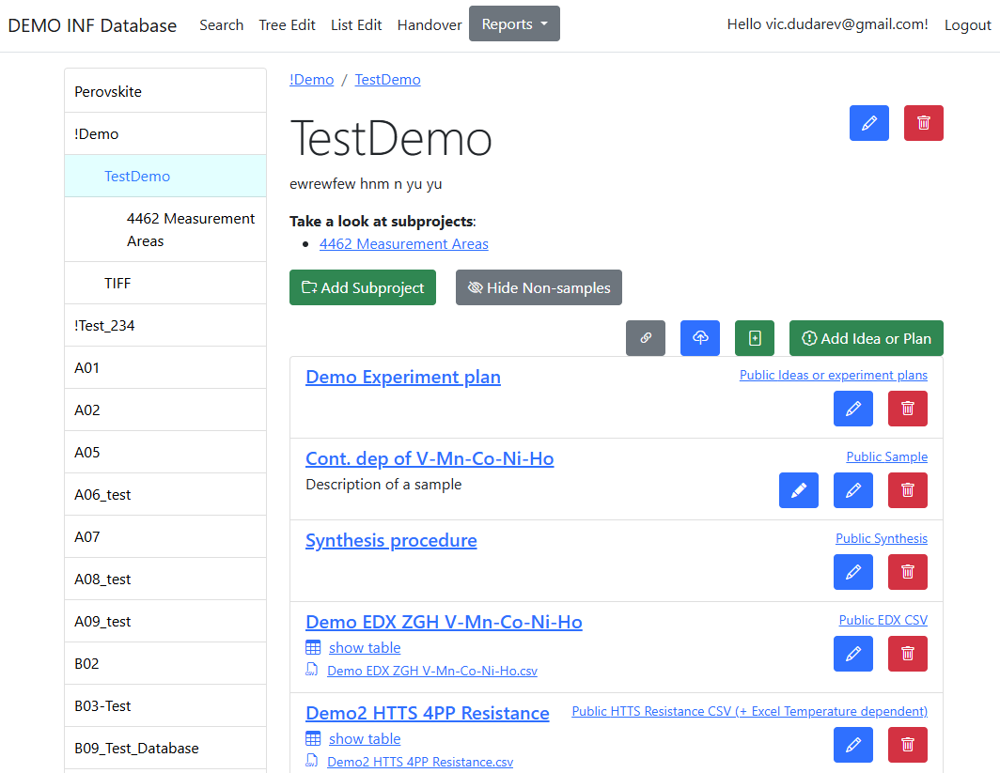 DEMO INF Database Search Tree Edit List Edit Handover Reports Hello vic.dudarev@gmail.com! Logout
Perovskite
!Demo
TestDemo
4462 Measurement
Areas
TIFF
!Test_234
A01
A02
A05
A06_test
A07
A08_test
A09_test
B02
B03-Test
B09_Test_Database
!Demo / TestDemo
TestDemo
ewrewfew hnm n yu yu
Take a look at subprojects:
4462 Measurement Areas
Add Subproject Hide Non-samples
Add Idea or Plan
Demo Experiment plan Public Ideas or experiment plans
Cont. dep of V-Mn-Co-Ni-Ho Public Sample
Description of a sample
Synthesis procedure Public Synthesis
Demo EDX ZGH V-Mn-Co-Ni-Ho Public EDX CSV
show table
Demo EDX ZGH V-Mn-Co-Ni-Ho.csv
Demo2 HTTS 4PP Resistance Public HTTS Resistance CSV (+ Excel Temperature dependent)
show table
Demo2 HTTS 4PP Resistance.csv